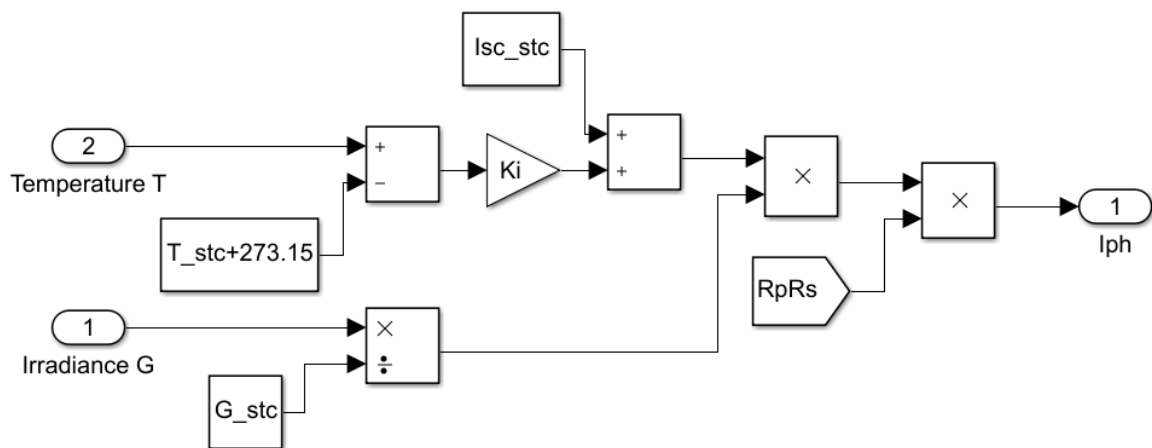 Isc_stc
+
+
2
Temperature T
+
−
Ki
×
×
1
Iph
T_stc+273.15
RpRs
1
Irradiance G
×
÷
G_stc